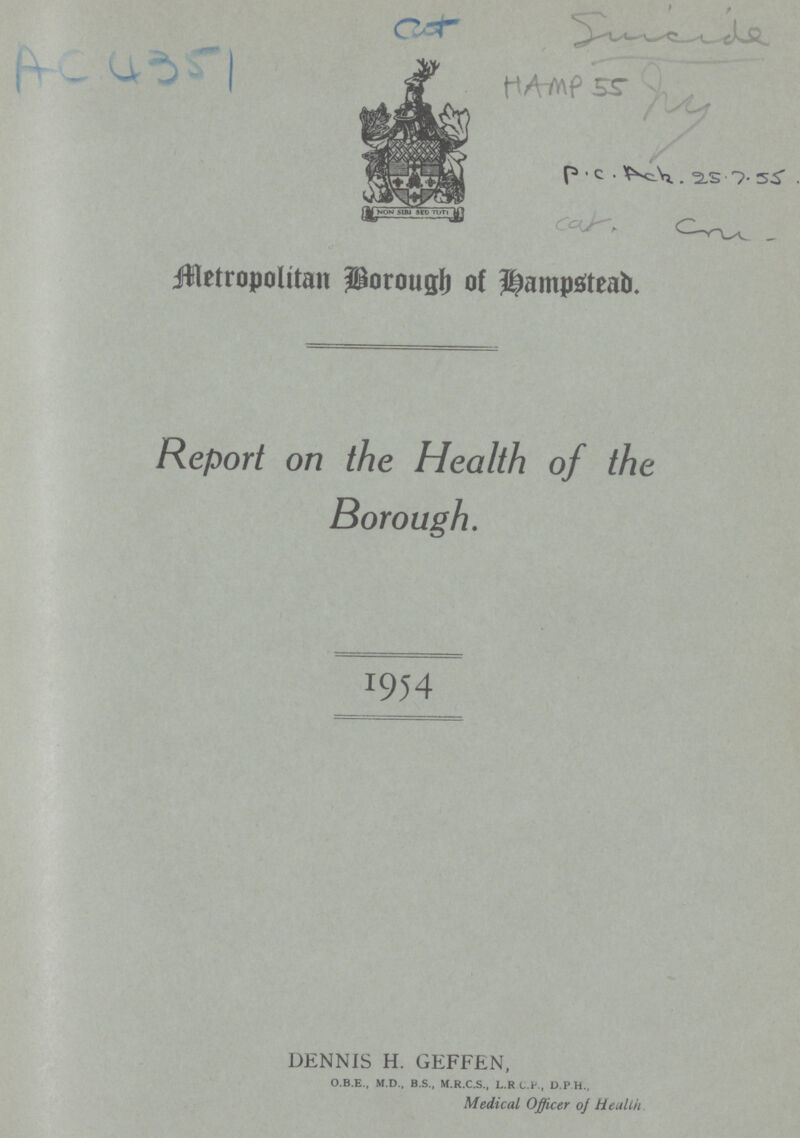 Cat
Suicide
AC 4351
HAMP 55
P.C. Ack. 25.7.55.
cat.
NON SIBI SED TOTI
Metropolitan Borough of Hampstead.
Report on the Health of the
Borough.
1954
DENNIS H. GEFFEN,
O.B.E., M.D., B.S., M.R.C.S., L.R.C.P., D.P.H.,
Medical Officer of Health.